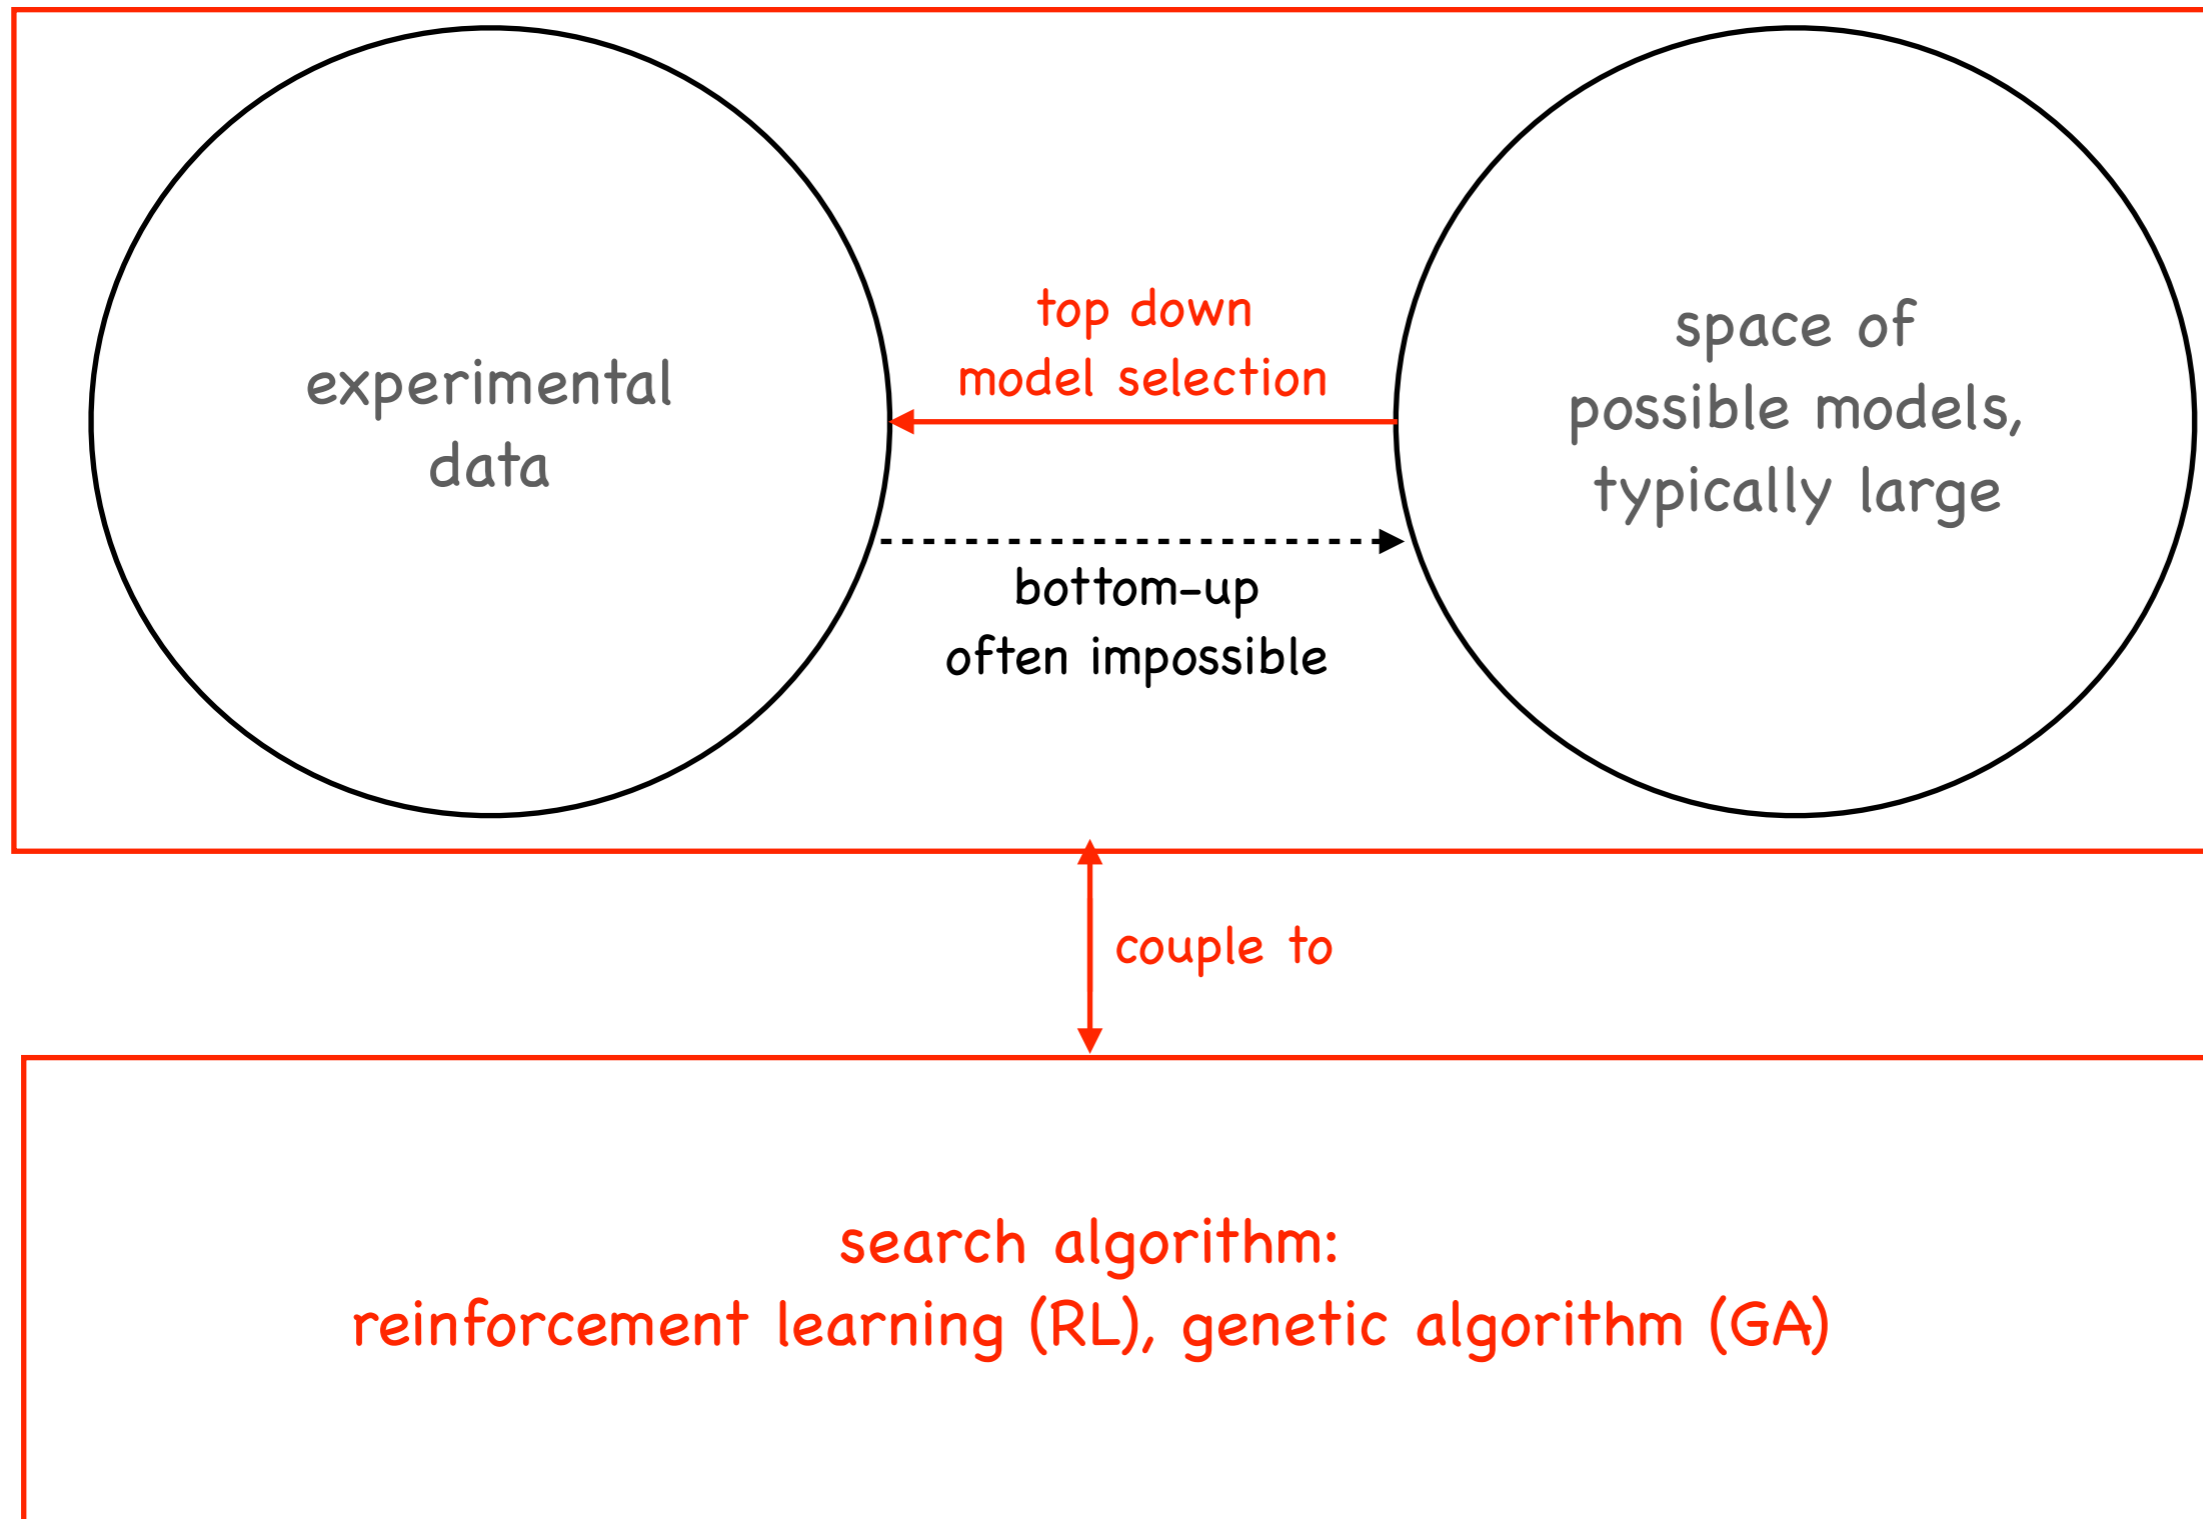 experimental
data
top down
model selection
space of
possible models,
typically large
bottom-up
often impossible
couple to
search algorithm:
reinforcement learning (RL), genetic algorithm (GA)